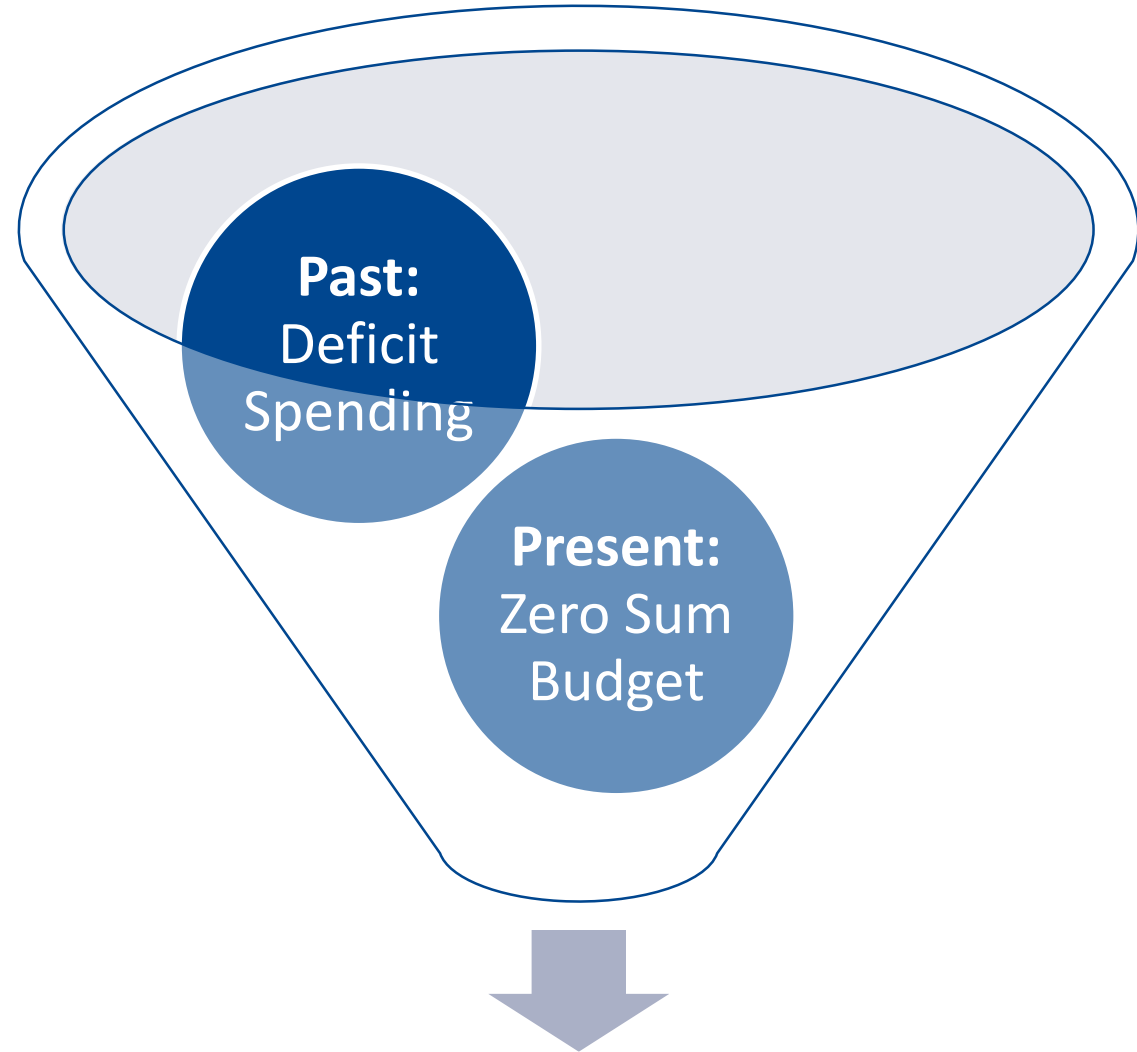 Past:
Deficit
Spending
Present:
Zero Sum
Budget